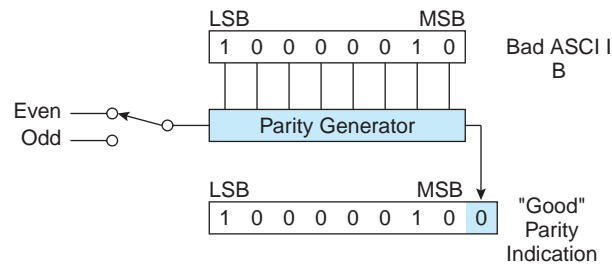 LSB MSB
1 0 0 0 0 0 1 0
Bad ASCI I
B
Even
Odd
Parity Generator
LSB MSB
1 0 0 0 0 0 1 0 0
"Good"
Parity
Indication